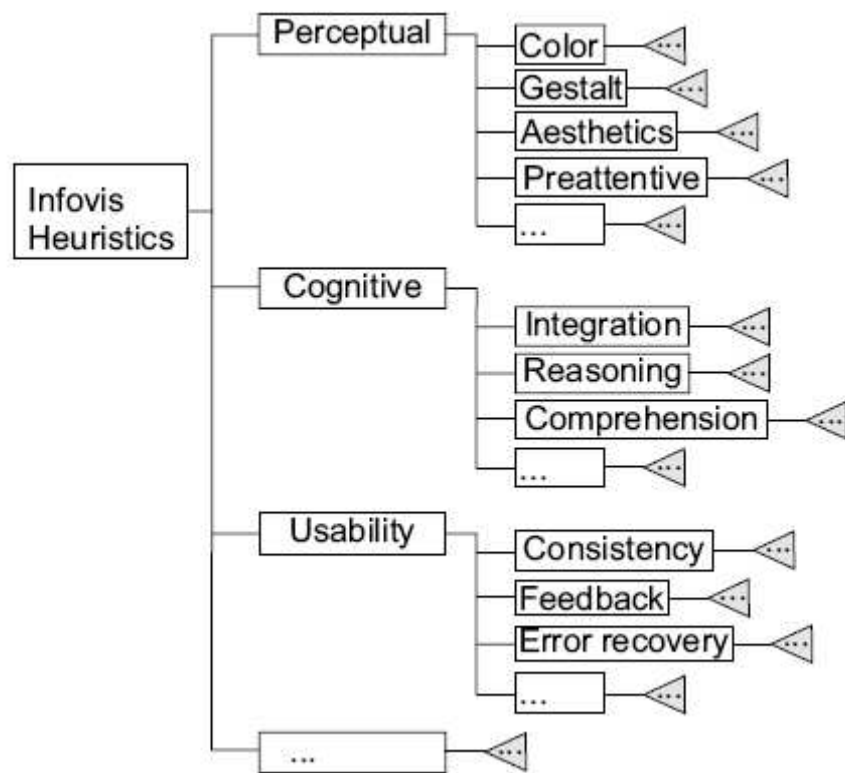 Infovis
Heuristics
Perceptual
Color ...
Gestalt ...
Aesthetics ...
Preattentive ...
... ...
Cognitive
Integration ...
Reasoning ...
Comprehension ...
... ...
Usability
Consistency ...
Feedback ...
Error recovery ...
... ...
... ...